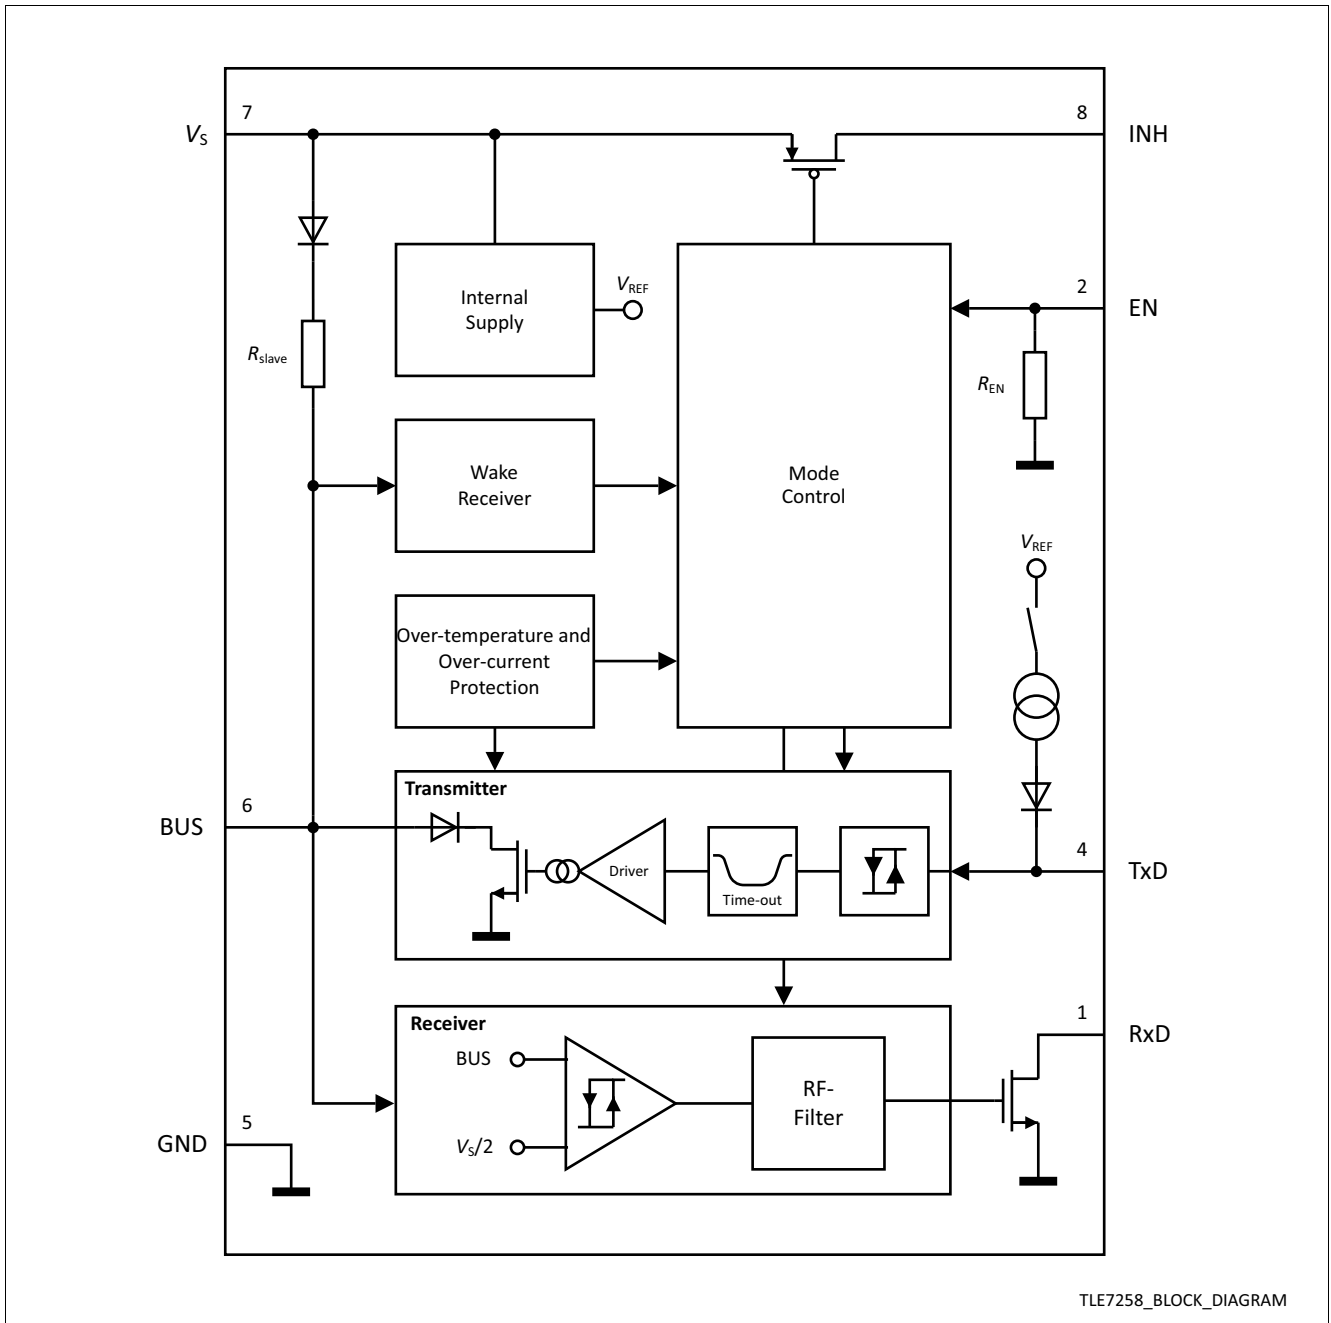 7
VS
8
INH
Internal
Supply
VREF
2
EN
Rslave
REN
Wake
Receiver
Mode
Control
VREF
Over-temperature and
Over-current
Protection
Transmitter
6
BUS
Driver
Time-out
4
TxD
Receiver
BUS
VS/2
RF-
Filter
1
RxD
5
GND
TLE7258_BLOCK_DIAGRAM